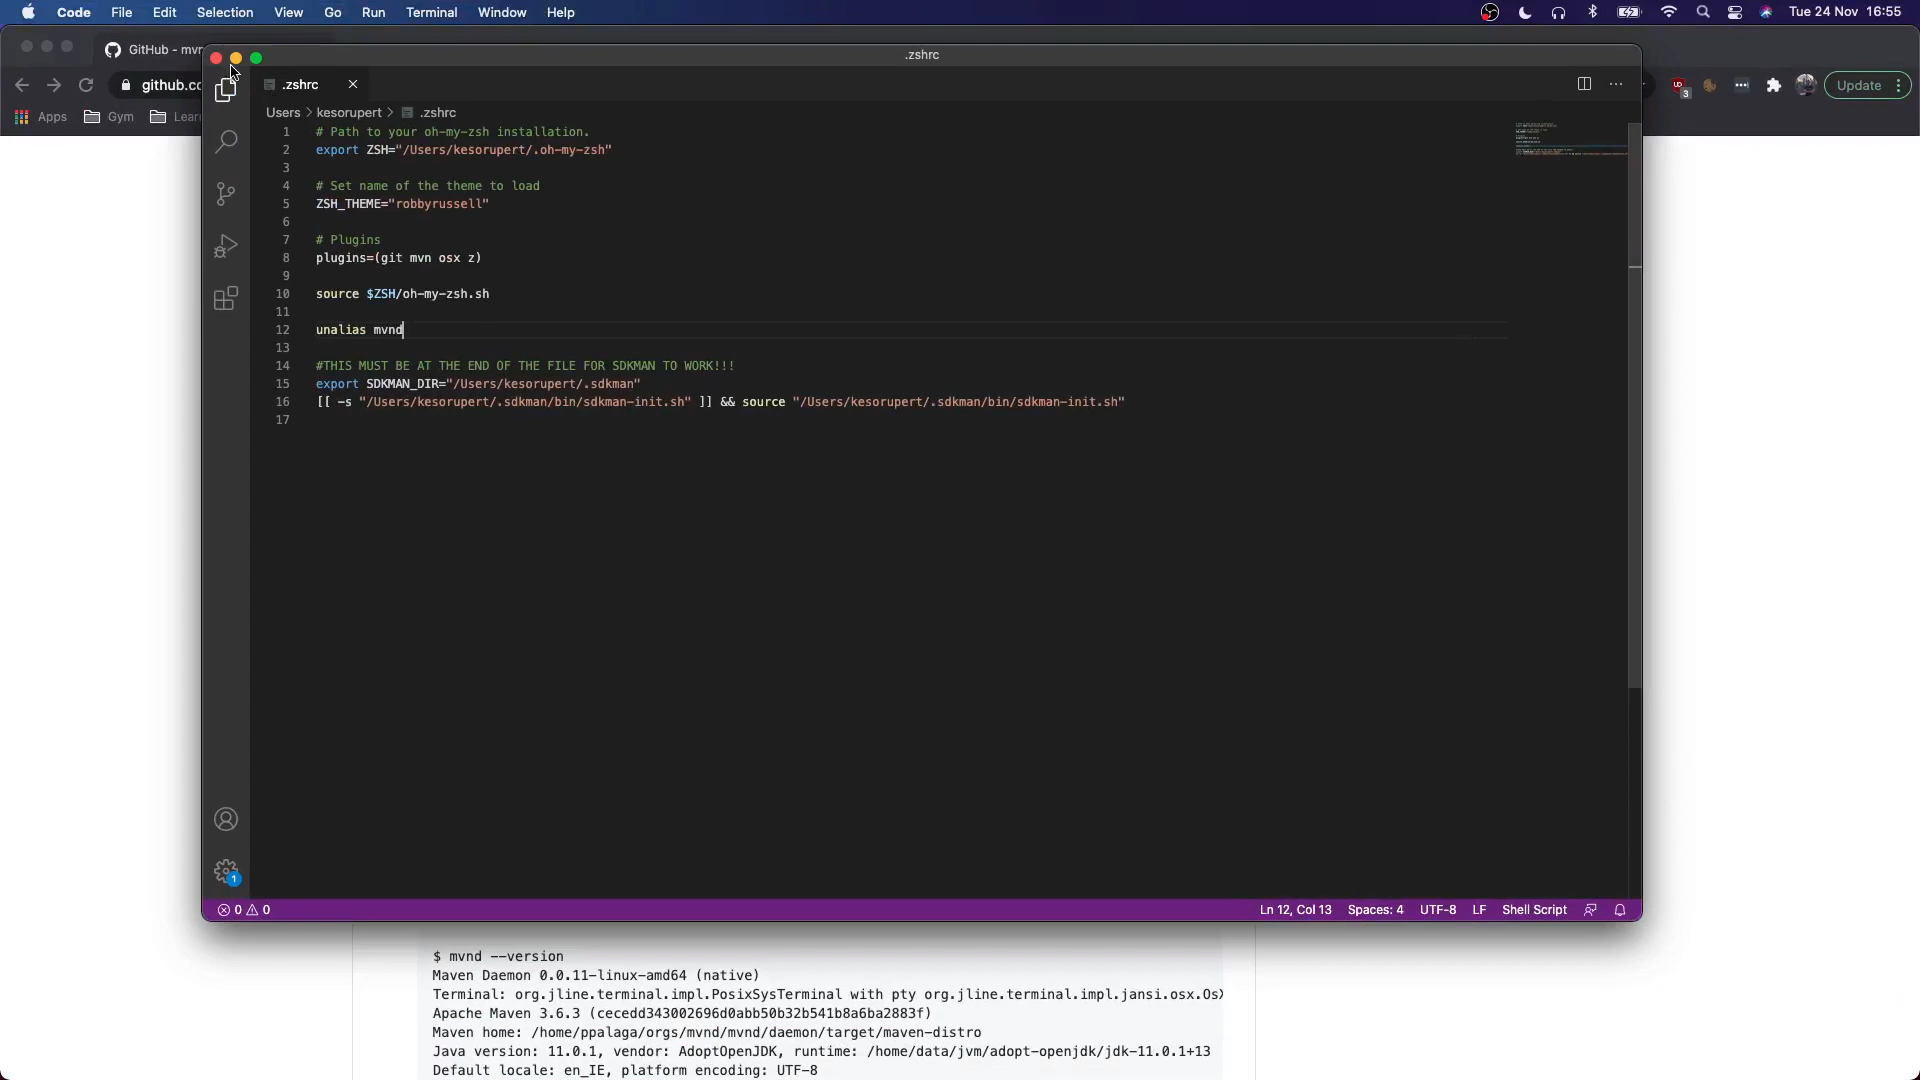 Code File Edit Selection View Go Run Terminal Window Help Tue 24 Nov 16:55
GitHub - mvn
.zshrc
github.co
Update
3
.zshrc
Apps Gym Lear
Users > kesorupert > .zshrc
1 # Path to your oh-my-zsh installation.
2 export ZSH="/Users/kesorupert/.oh-my-zsh"
3
4 # Set name of the theme to load
5 ZSH_THEME="robbyrussell"
6
7 # Plugins
8 plugins=(git mvn osx z)
9
10 source $ZSH/oh-my-zsh.sh
11
12 unalias mvnd
13
14 #THIS MUST BE AT THE END OF THE FILE FOR SDKMAN TO WORK!!!
15 export SDKMAN_DIR="/Users/kesorupert/.sdkman"
16 [[ -s "/Users/kesorupert/.sdkman/bin/sdkman-init.sh" ]] && source "/Users/kesorupert/.sdkman/bin/sdkman-init.sh"
17
1
0 0 Ln 12, Col 13 Spaces: 4 UTF-8 LF Shell Script
$ mvnd --version
Maven Daemon 0.0.11-linux-amd64 (native)
Terminal: org.jline.terminal.impl.PosixSysTerminal with pty org.jline.terminal.impl.jansi.osx.OsX
Apache Maven 3.6.3 (cecedd343002696d0abb50b32b541b8a6ba2883f)
Maven home: /home/ppalaga/orgs/mvnd/mvnd/daemon/target/maven-distro
Java version: 11.0.1, vendor: AdoptOpenJDK, runtime: /home/data/jvm/adopt-openjdk/jdk-11.0.1+13
Default locale: en_IE, platform encoding: UTF-8